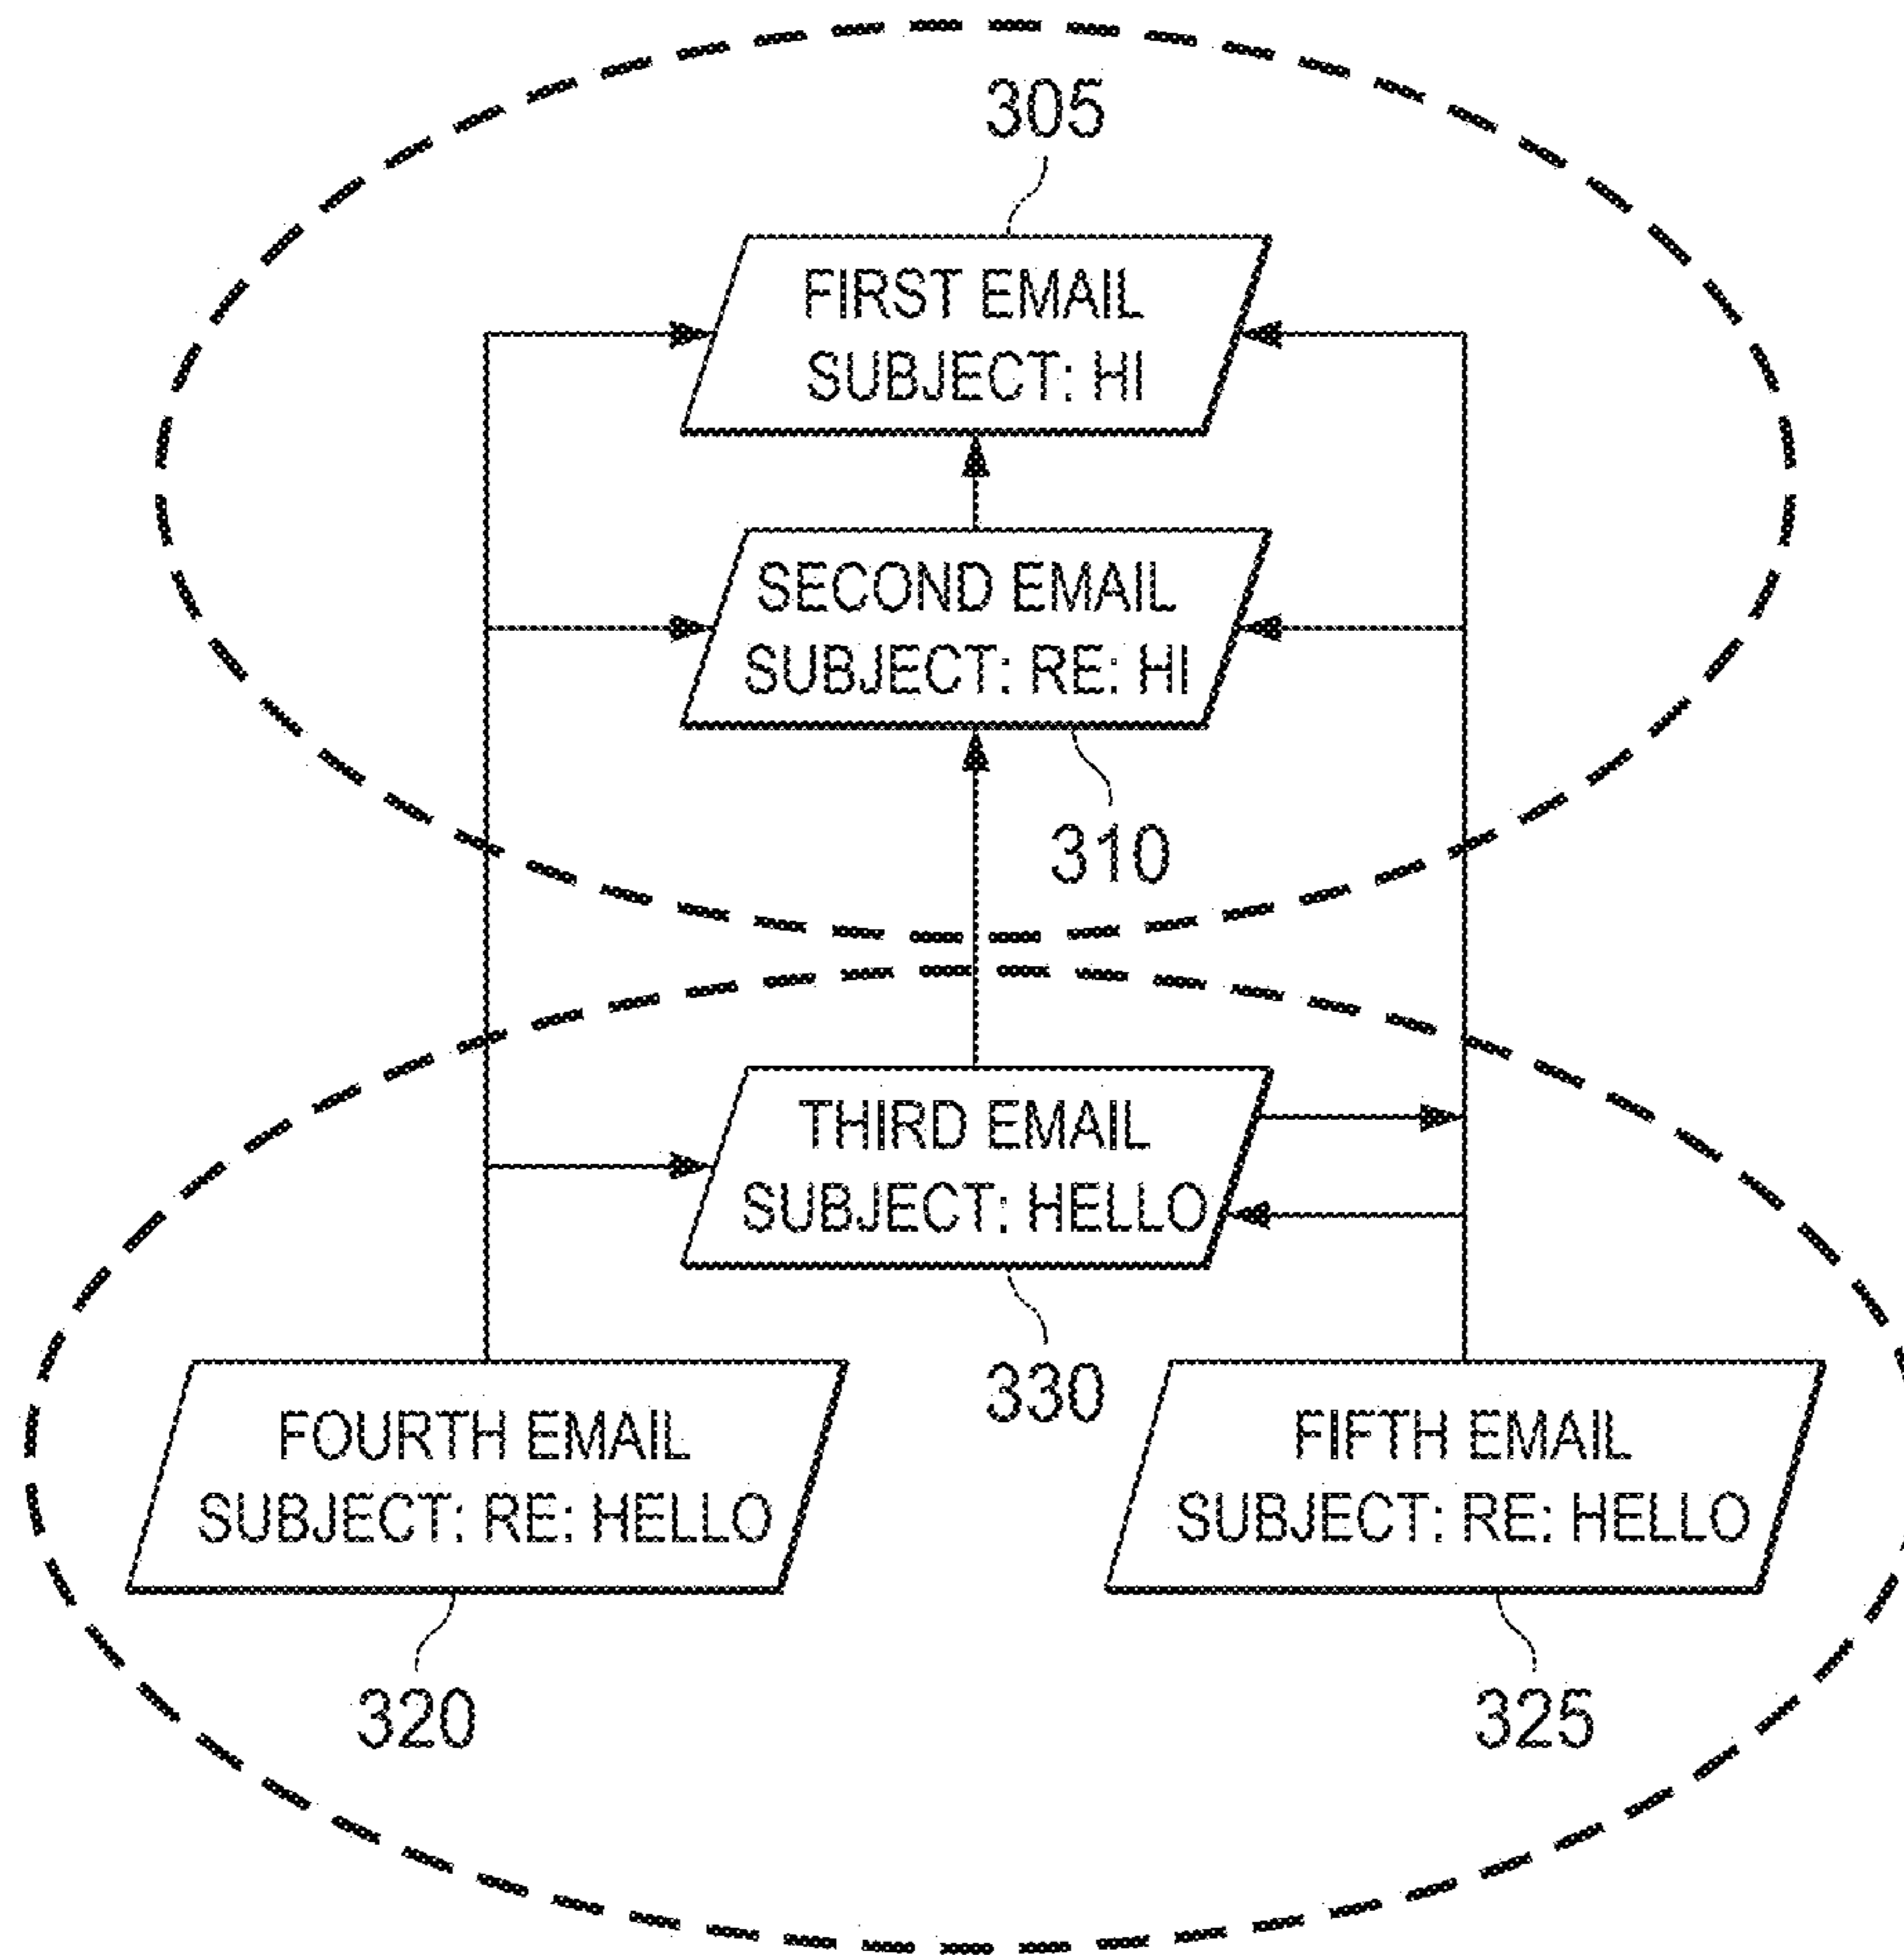 305
FIRST EMAIL
SUBJECT: HI
SECOND EMAIL
SUBJECT: RE: HI
310
THIRD EMAIL
SUBJECT: HELLO
330
FOURTH EMAIL
SUBJECT: RE: HELLO
320
FIFTH EMAIL
SUBJECT: RE: HELLO
325